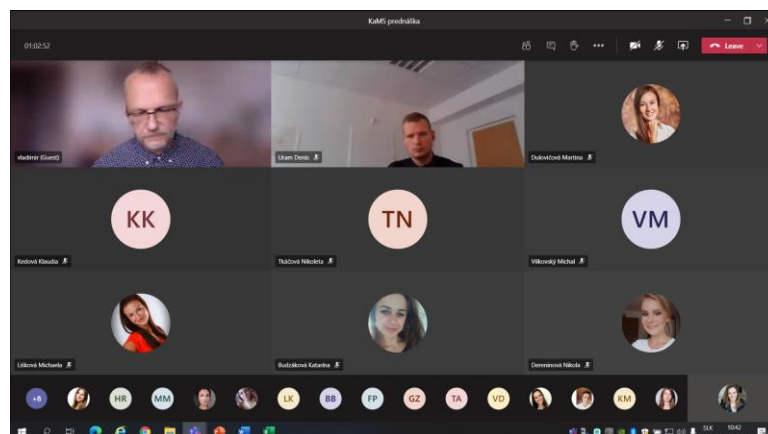 KaMS prednáška
01:02:52
Leave
vladimir (Guest)
Uram Denis
Dulovičová Martina
KK
TN
VM
Kedová Klaudia
Tkáčová Nikoleta
Vilkovský Michal
Lišková Michaela
Budzáková Katarína
Dereninová Nikola
+8
HR
MM
LK
BB
FP
GZ
TA
VD
KM
SLK
10:42